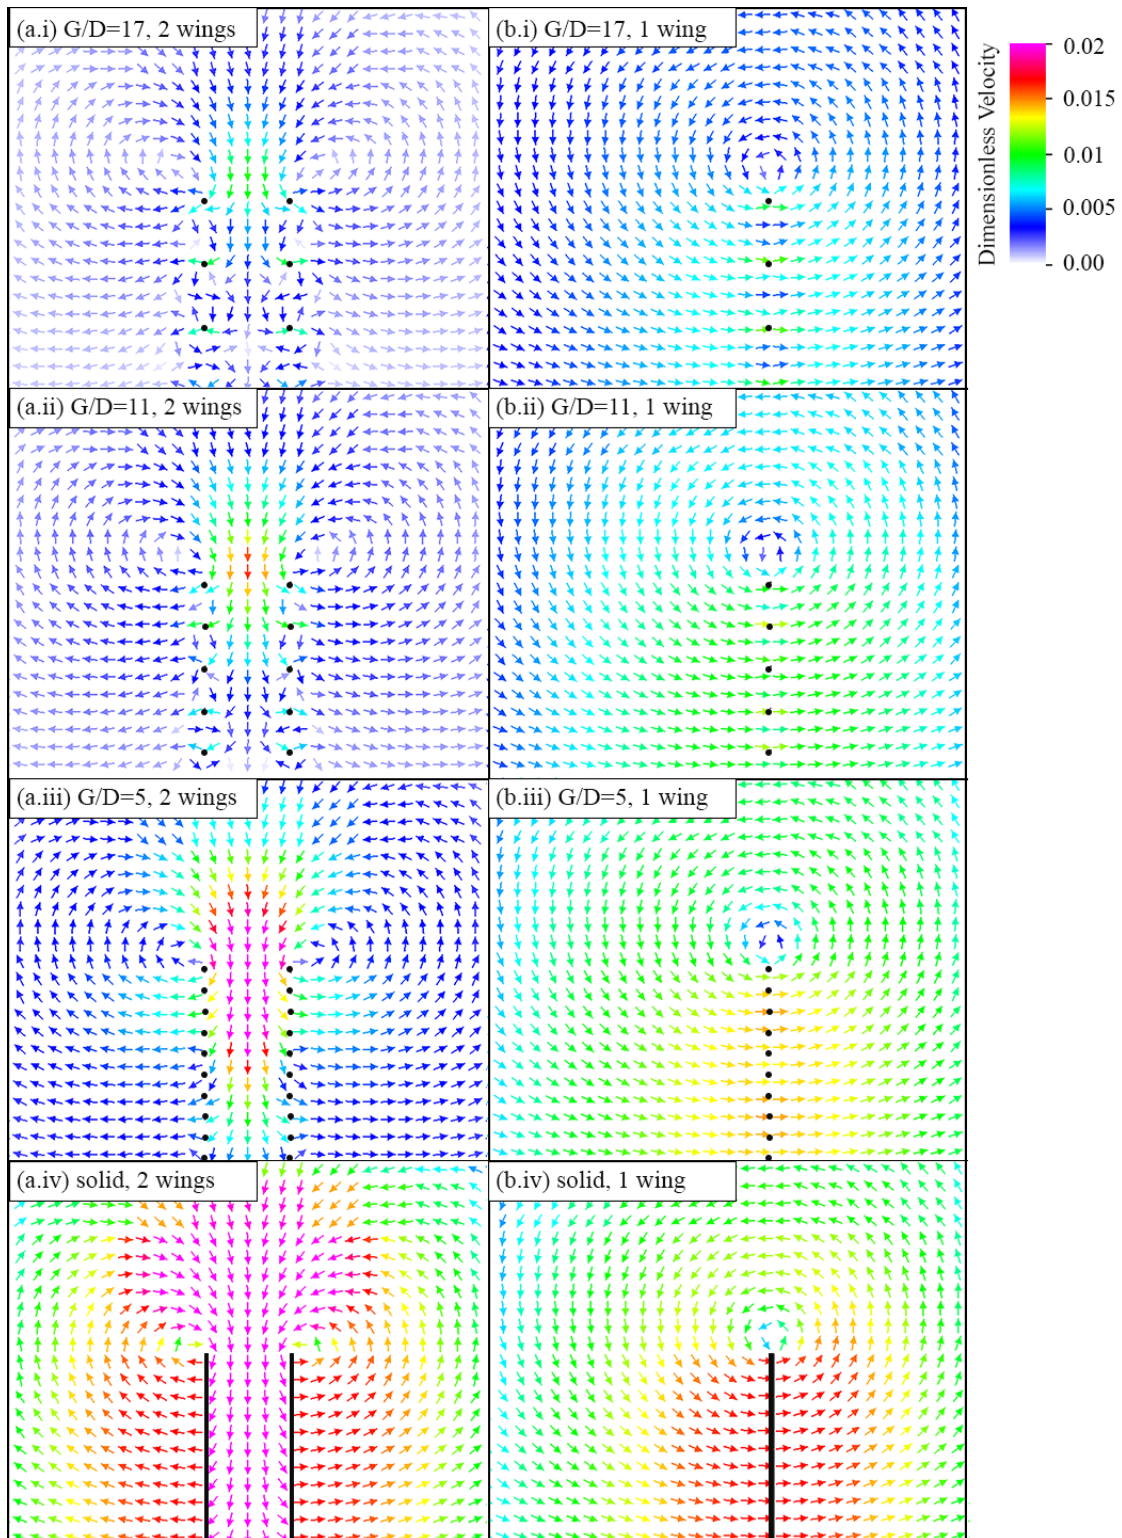 (a.i) G/D=17, 2 wings
(b.i) G/D=17, 1 wing
Dimensionless Velocity
0.02
0.015
0.01
0.005
0.00
(a.ii) G/D=11, 2 wings
(b.ii) G/D=11, 1 wing
(a.iii) G/D=5, 2 wings
(b.iii) G/D=5, 1 wing
(a.iv) solid, 2 wings
(b.iv) solid, 1 wing